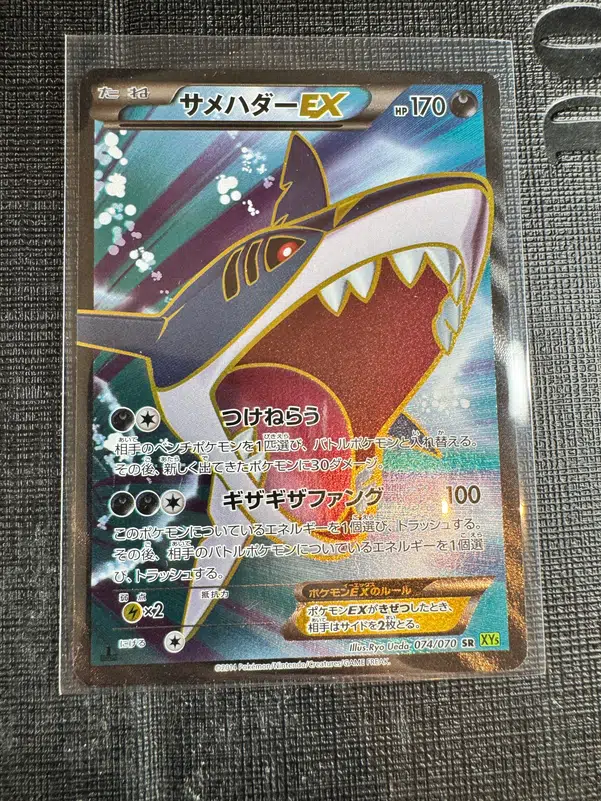 たね サメハダーEX HP170
つけねらう
相手のベンチポケモンを1匹選び、バトルポケモンと入れ替える。
その後、新しく出てきたポケモンに30ダメージ。
ギザギザファング 100
このポケモンについているエネルギーを1個選び、トラッシュする。
その後、相手のバトルポケモンについているエネルギーを1個選
び、トラッシュする。
弱点 抵抗力
×2
にげる
ポケモンEXのルール
ポケモンEXがきぜつしたとき、
相手はサイドを2枚とる。
Illus.Ryo Ueda 074/070 SR XYs
©2014 Pokémon/Nintendo/Creatures/GAME FREAK.